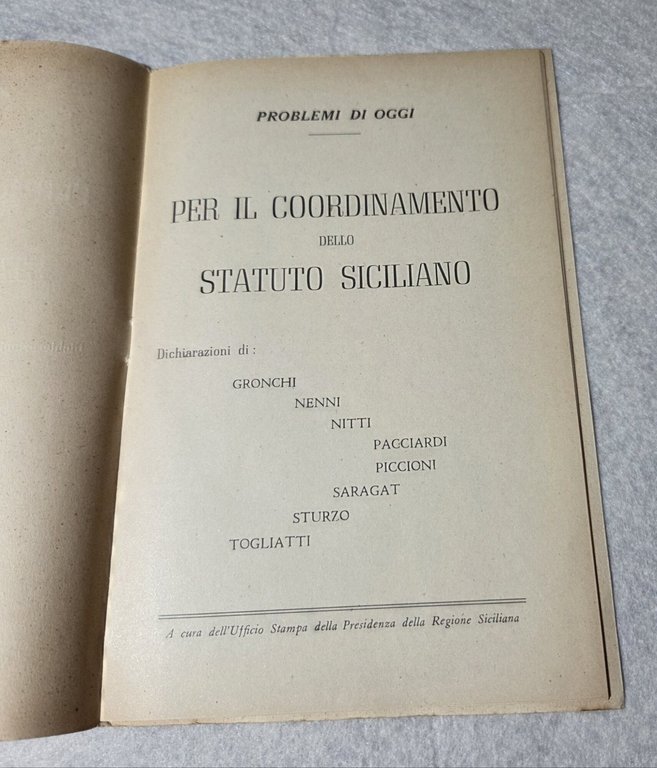 PROBLEMI DI OGGI
PER IL COORDINAMENTO
DELLO
STATUTO SICILIANO
Dichiarazioni di :
GRONCHI
NENNI
NITTI
PACCIARDI
PICCIONI
SARAGAT
STURZO
TOGLIATTI
A cura dell'Ufficio Stampa della Presidenza della Regione Siciliana